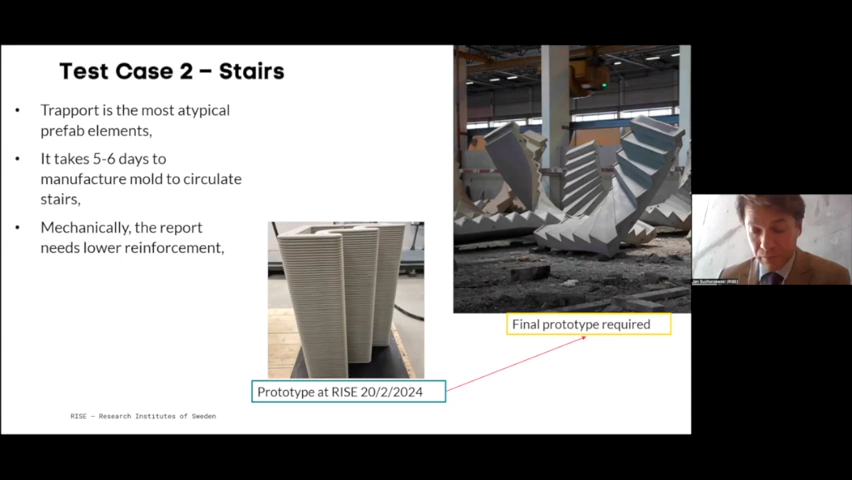 Test Case 2 – Stairs
• Trapport is the most atypical
prefab elements,
• It takes 5-6 days to
manufacture mold to circulate
stairs,
• Mechanically, the report
needs lower reinforcement,
Final prototype required
Prototype at RISE 20/2/2024
RISE — Research Institutes of Sweden